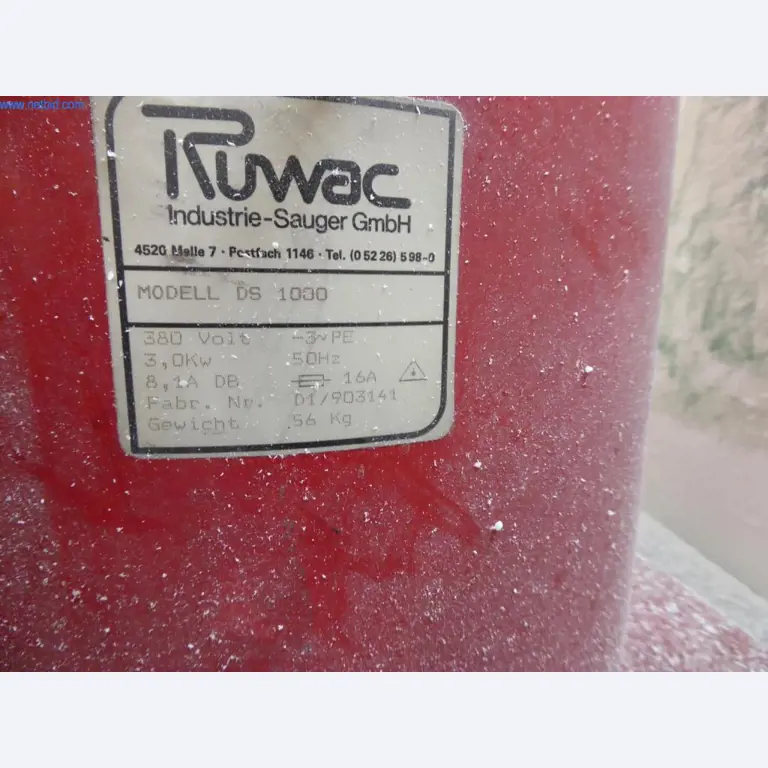 www.netbid.com
Ruwac
Industrie-Sauger GmbH
4520 Melle 7 · Postfach 1146 · Tel. (0 52 26) 5 98-0
MODELL DS 1000
380 Volt -3~PE
3,0Kw 50Hz
8,1A DB 16A
Fabr. Nr. D1/903141
Gewicht 56 Kg